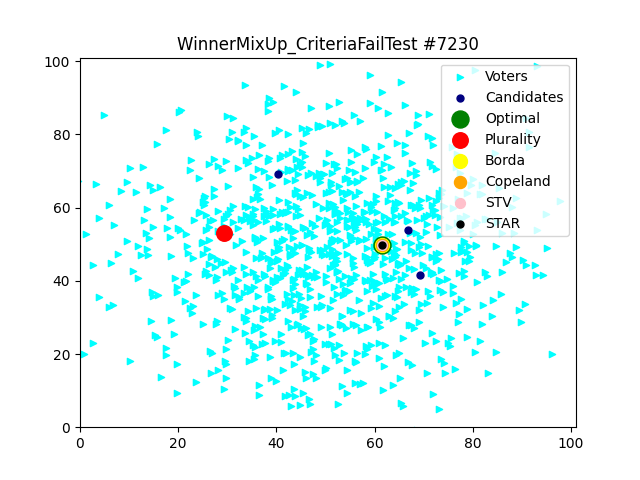 WinnerMixUp_CriteriaFailTest #7230
100
80
60
40
20
0
0 20 40 60 80 100
Voters
Candidates
Optimal
Plurality
Borda
Copeland
STV
STAR